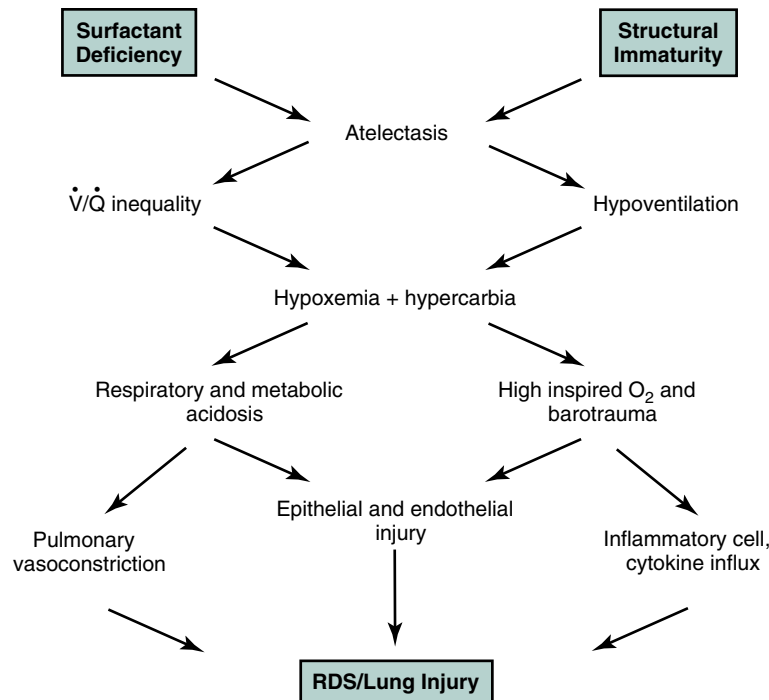 Surfactant
Deficiency
Structural
Immaturity
Atelectasis
V̇/Q̇ inequality
Hypoventilation
Hypoxemia + hypercarbia
Respiratory and metabolic
acidosis
High inspired O₂ and
barotrauma
Epithelial and endothelial
injury
Pulmonary
vasoconstriction
Inflammatory cell,
cytokine influx
RDS/Lung Injury